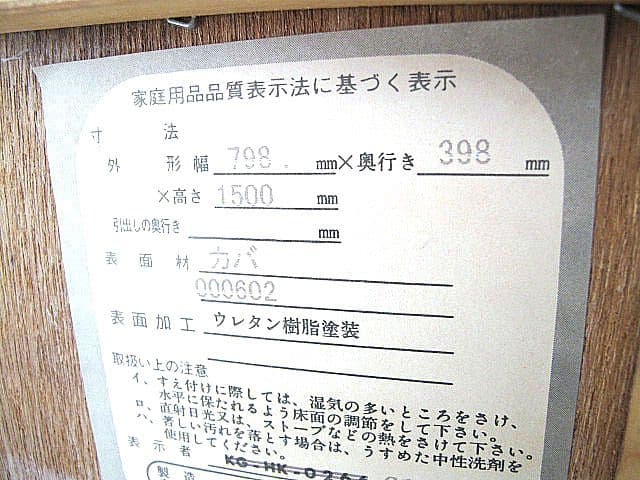 家庭用品品質表示法に基づく表示
寸法
外形幅 798 mm×奥行き 398 mm
×高さ 1500 mm
引出しの奥行き mm
表面材 カバ
000602
表面加工 ウレタン樹脂塗装
取扱い上の注意
イ、すえ付けに際しては、湿気の多いところをさけ、
水平に保たれるよう床面の調節をして下さい。
ロ、直射日光又は、ストーブなどの熱をさけて下さい。
ハ、著しい汚れを落とす場合は、うすめた中性洗剤を
使用してください。
表示者 KG-HK-0264
製造